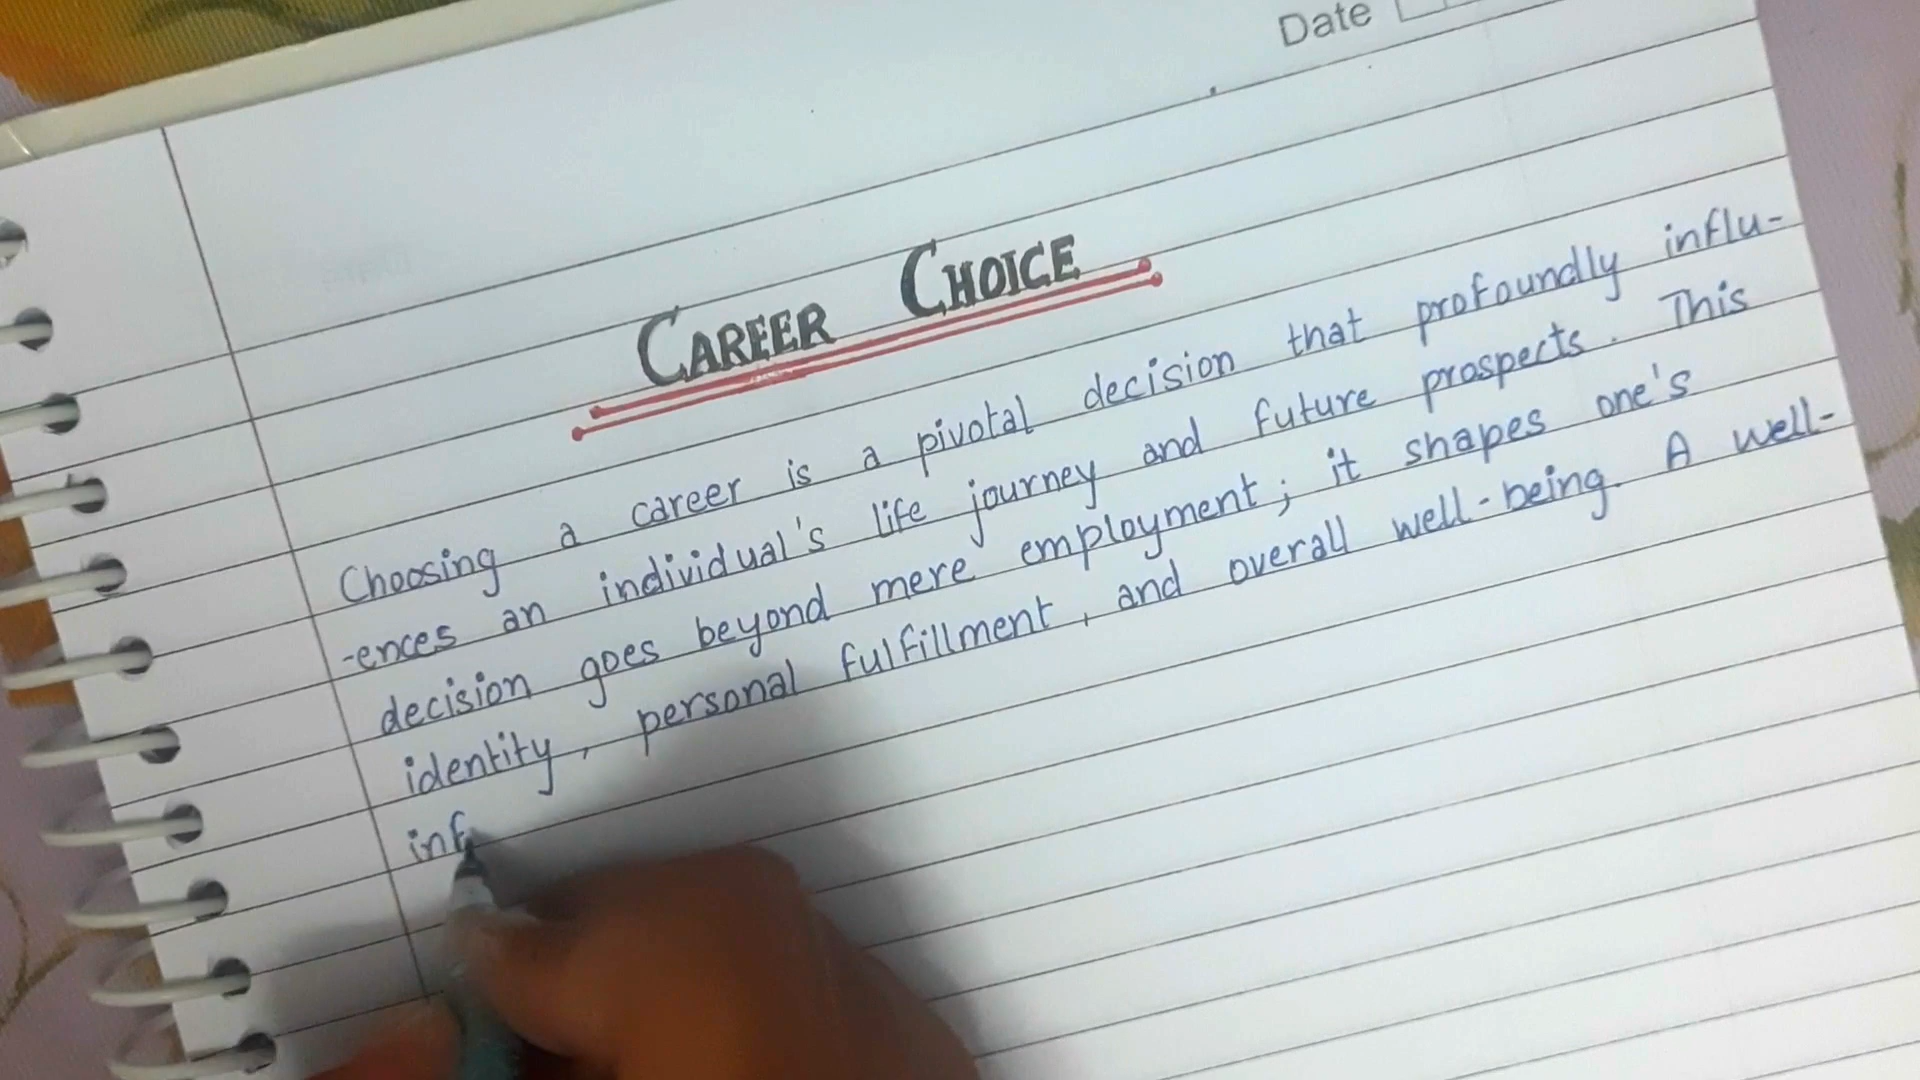 Date
CAREER CHOICE
Choosing a career is a pivotal decision that profoundly influ-
-ences an individual's life journey and future prospects. This
decision goes beyond mere employment; it shapes one's
identity, personal fulfillment, and overall well-being. A well-
inf